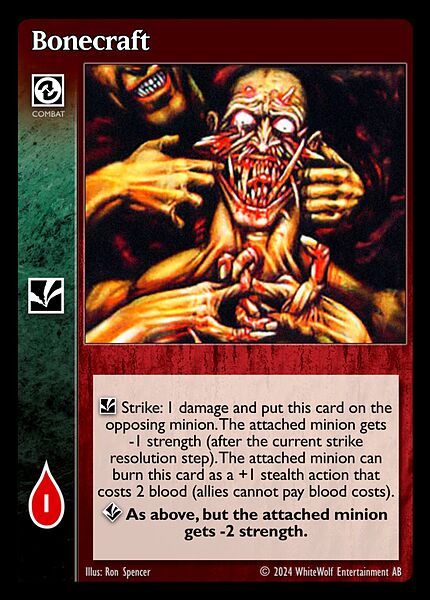 Bonecraft
COMBAT
Strike: 1 damage and put this card on the
opposing minion. The attached minion gets
-1 strength (after the current strike
resolution step). The attached minion can
burn this card as a +1 stealth action that
costs 2 blood (allies cannot pay blood costs).
As above, but the attached minion
gets -2 strength.
1
Illus: Ron Spencer
© 2024 WhiteWolf Entertainment AB